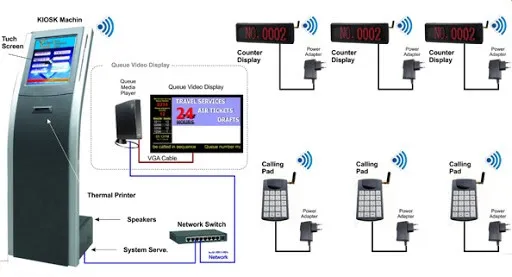 KIOSK Machin
Tuch
Screen
Queue Video Display
Queue
Media
Player
Queue Video Display
TRAVEL SERVICES
24
HOURS
AIR TICKETS
DRAFTS
be called in sequence
Queue number mo
VGA Cable
Thermal Printer
Speakers
System Serve.
Network Switch
Network
NO. 0002
Counter
Display
Power
Adapter
NO. 0002
Counter
Display
Power
Adapter
NO. 0002
Counter
Display
Power
Adapter
Calling
Pad
Power
Adapter
Calling
Pad
Power
Adapter
Calling
Pad
Power
Adapter